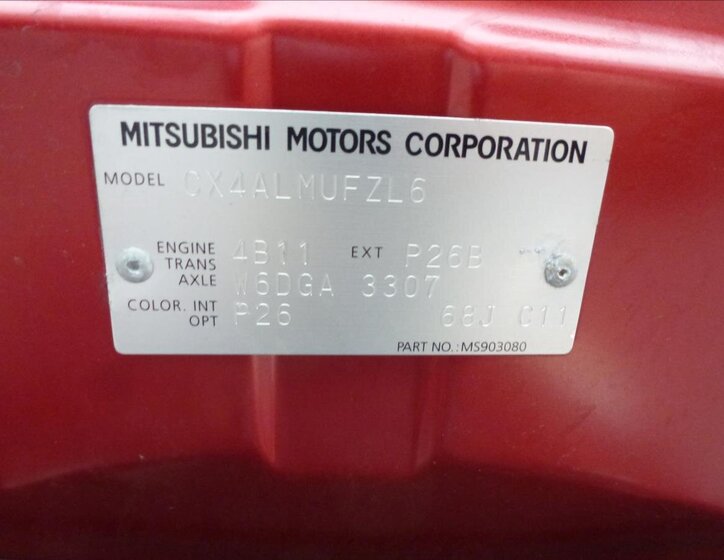 MITSUBISHI MOTORS CORPORATION
MODEL CX4ALMUFZL6
ENGINE 4B11 EXT P26B
TRANS AXLE W6DGA 3307
COLOR. INT OPT P26 68J C11
PART NO.:MS903080